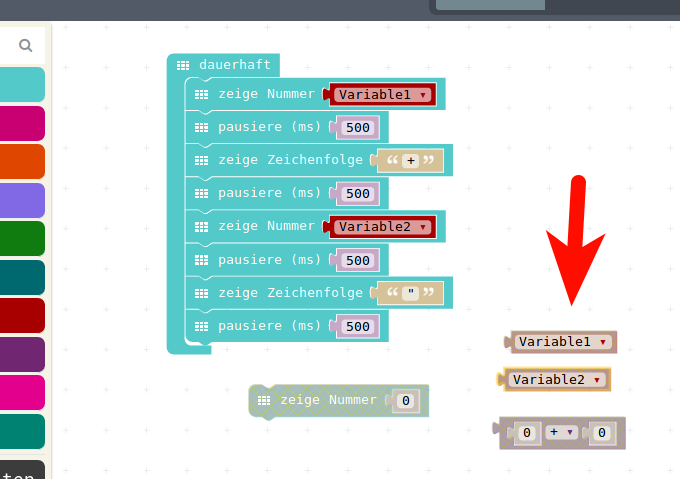 dauerhaft
zeige Nummer Variable1
pausiere (ms) 500
zeige Zeichenfolge “ + ”
pausiere (ms) 500
zeige Nummer Variable2
pausiere (ms) 500
zeige Zeichenfolge “ " ”
pausiere (ms) 500
Variable1
Variable2
zeige Nummer 0
0 + 0
ten